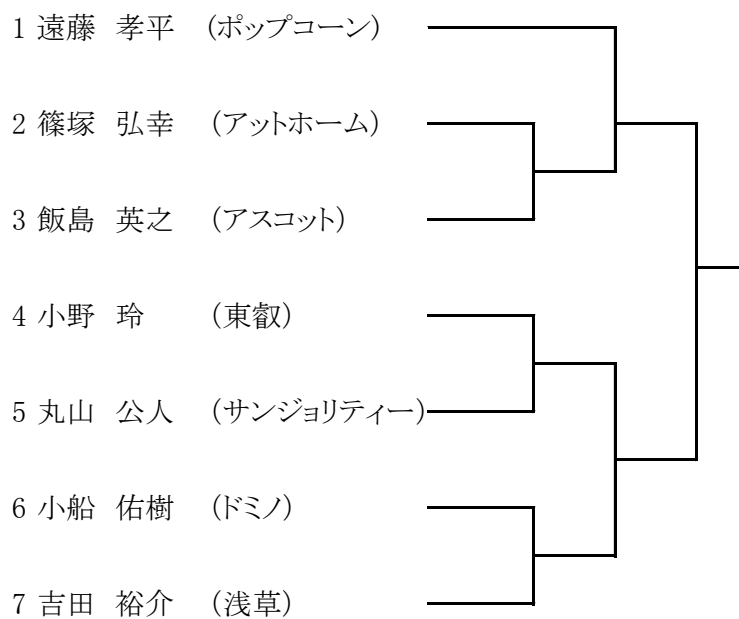 1 遠藤 孝平 (ポップコーン)
2 篠塚 弘幸 (アットホーム)
3 飯島 英之 (アスコット)
4 小野 玲 (東叡)
5 丸山 公人 (サンジョリティー)
6 小船 佑樹 (ドミノ)
7 吉田 裕介 (浅草)